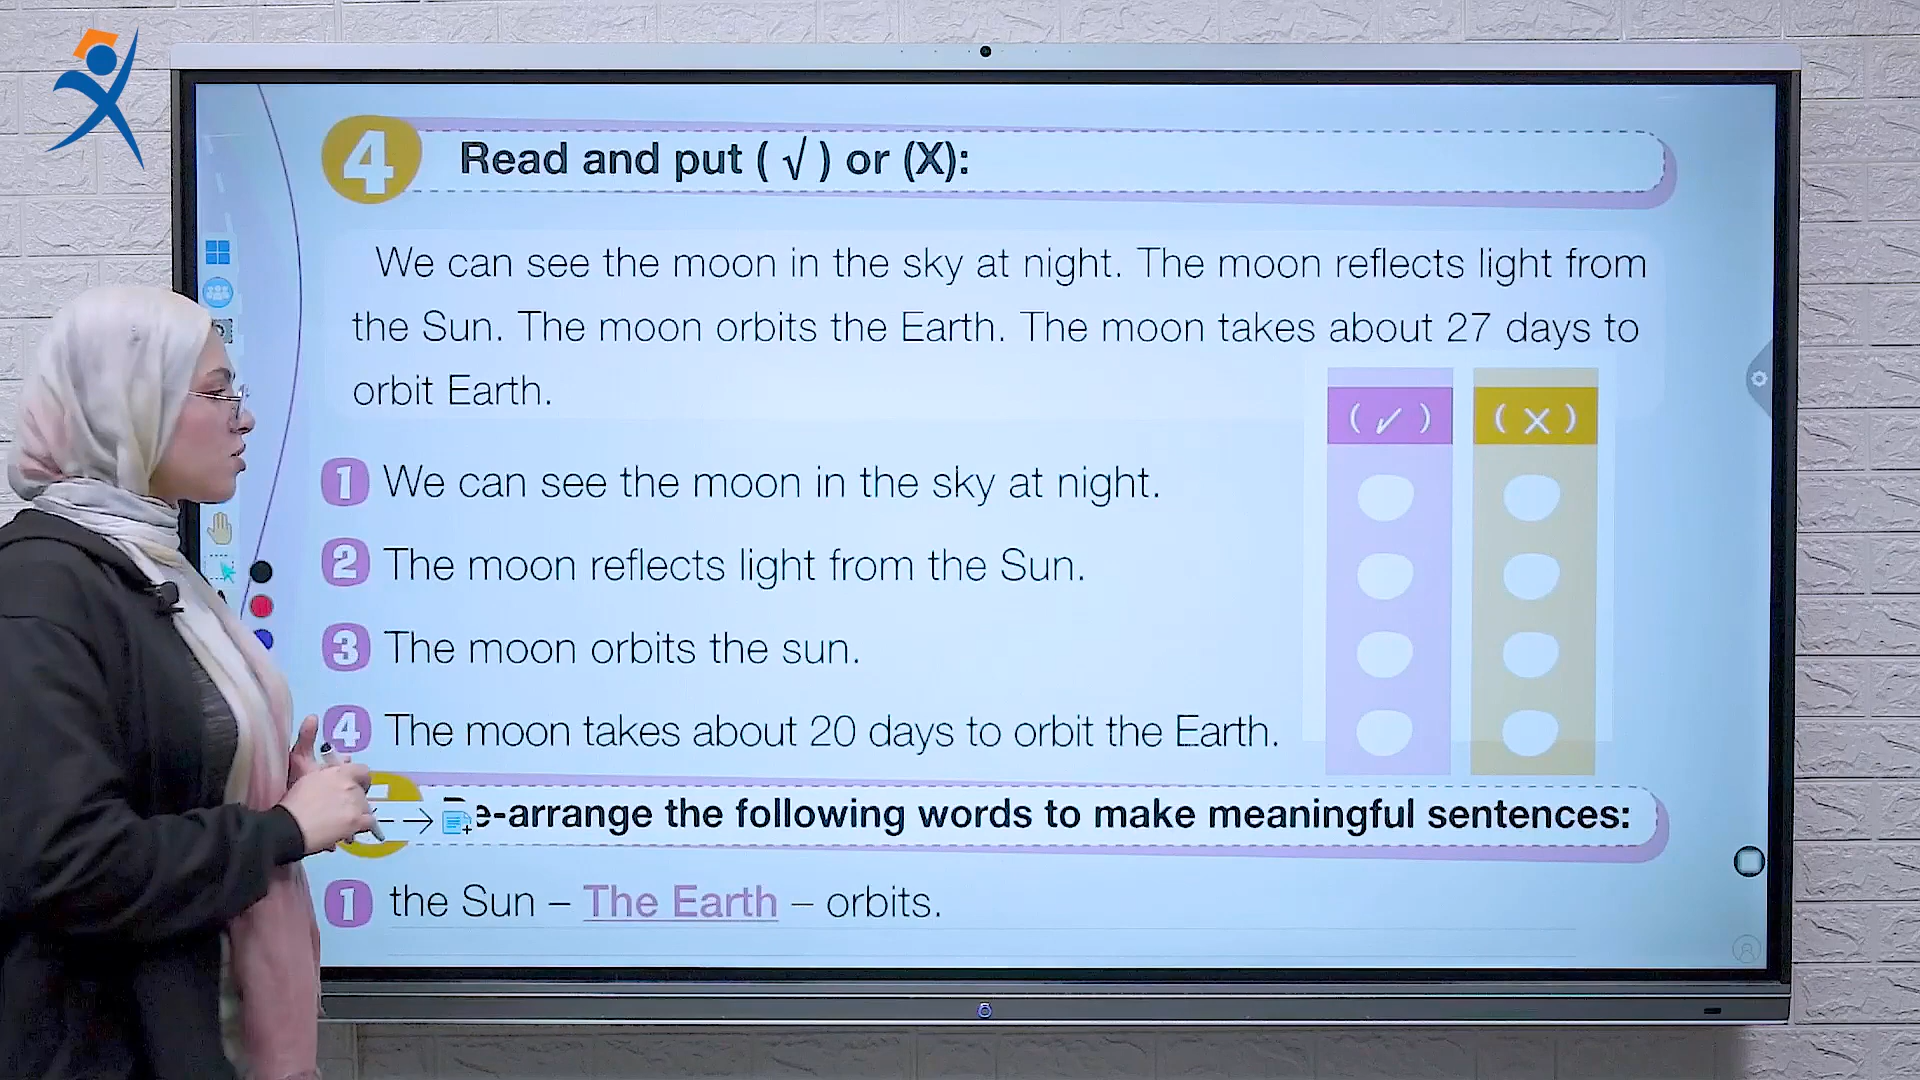 4 Read and put ( √ ) or (X):
We can see the moon in the sky at night. The moon reflects light from
the Sun. The moon orbits the Earth. The moon takes about 27 days to
orbit Earth.
(✓) (×)
1 We can see the moon in the sky at night.
2 The moon reflects light from the Sun.
3 The moon orbits the sun.
4 The moon takes about 20 days to orbit the Earth.
e-arrange the following words to make meaningful sentences:
1 the Sun – The Earth – orbits.